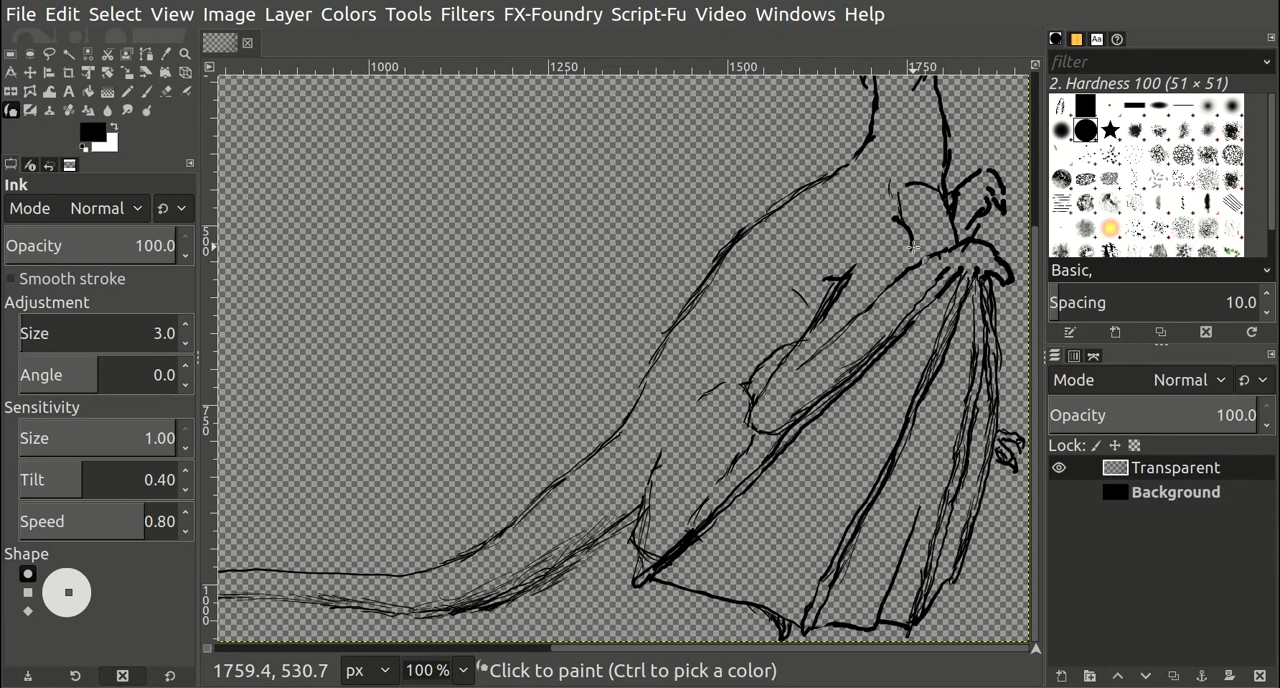 File Edit Select View Image Layer Colors Tools Filters FX-Foundry Script-Fu Video Windows Help
1000 1250 1500 1750
filter
2. Hardness 100 (51 × 51)
Ink
Mode Normal
Opacity 100.0
Smooth stroke
Adjustment
Size 3.0
Angle 0.0
Sensitivity
Size 1.00
Tilt 0.40
Speed 0.80
Shape
500
750
1000
Basic,
Spacing 10.0
Mode Normal
Opacity 100.0
Lock:
Transparent
Background
1759.4, 530.7 px 100 % Click to paint (Ctrl to pick a color)